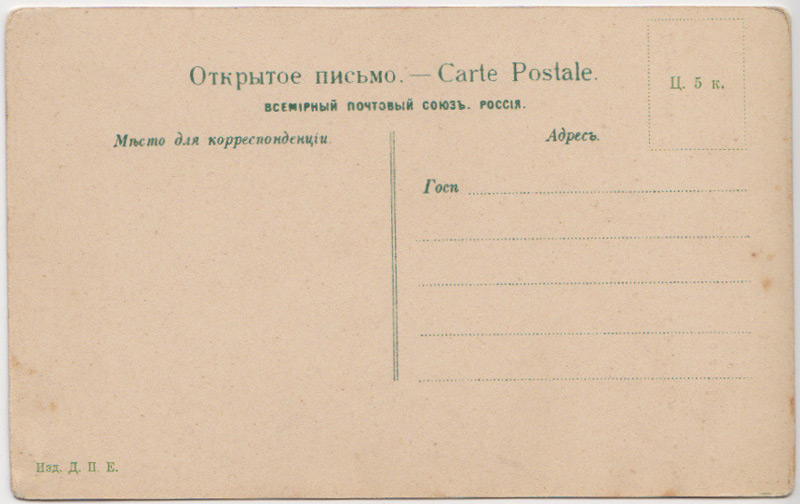 Открытое письмо. — Carte Postale.
Ц. 5 к.
ВСЕМІРНЫЙ ПОЧТОВЫЙ СОЮЗЪ. РОССІЯ.
Мѣсто для корреспонденціи.
Адресъ.
Госп
Изд. Д. П. Е.